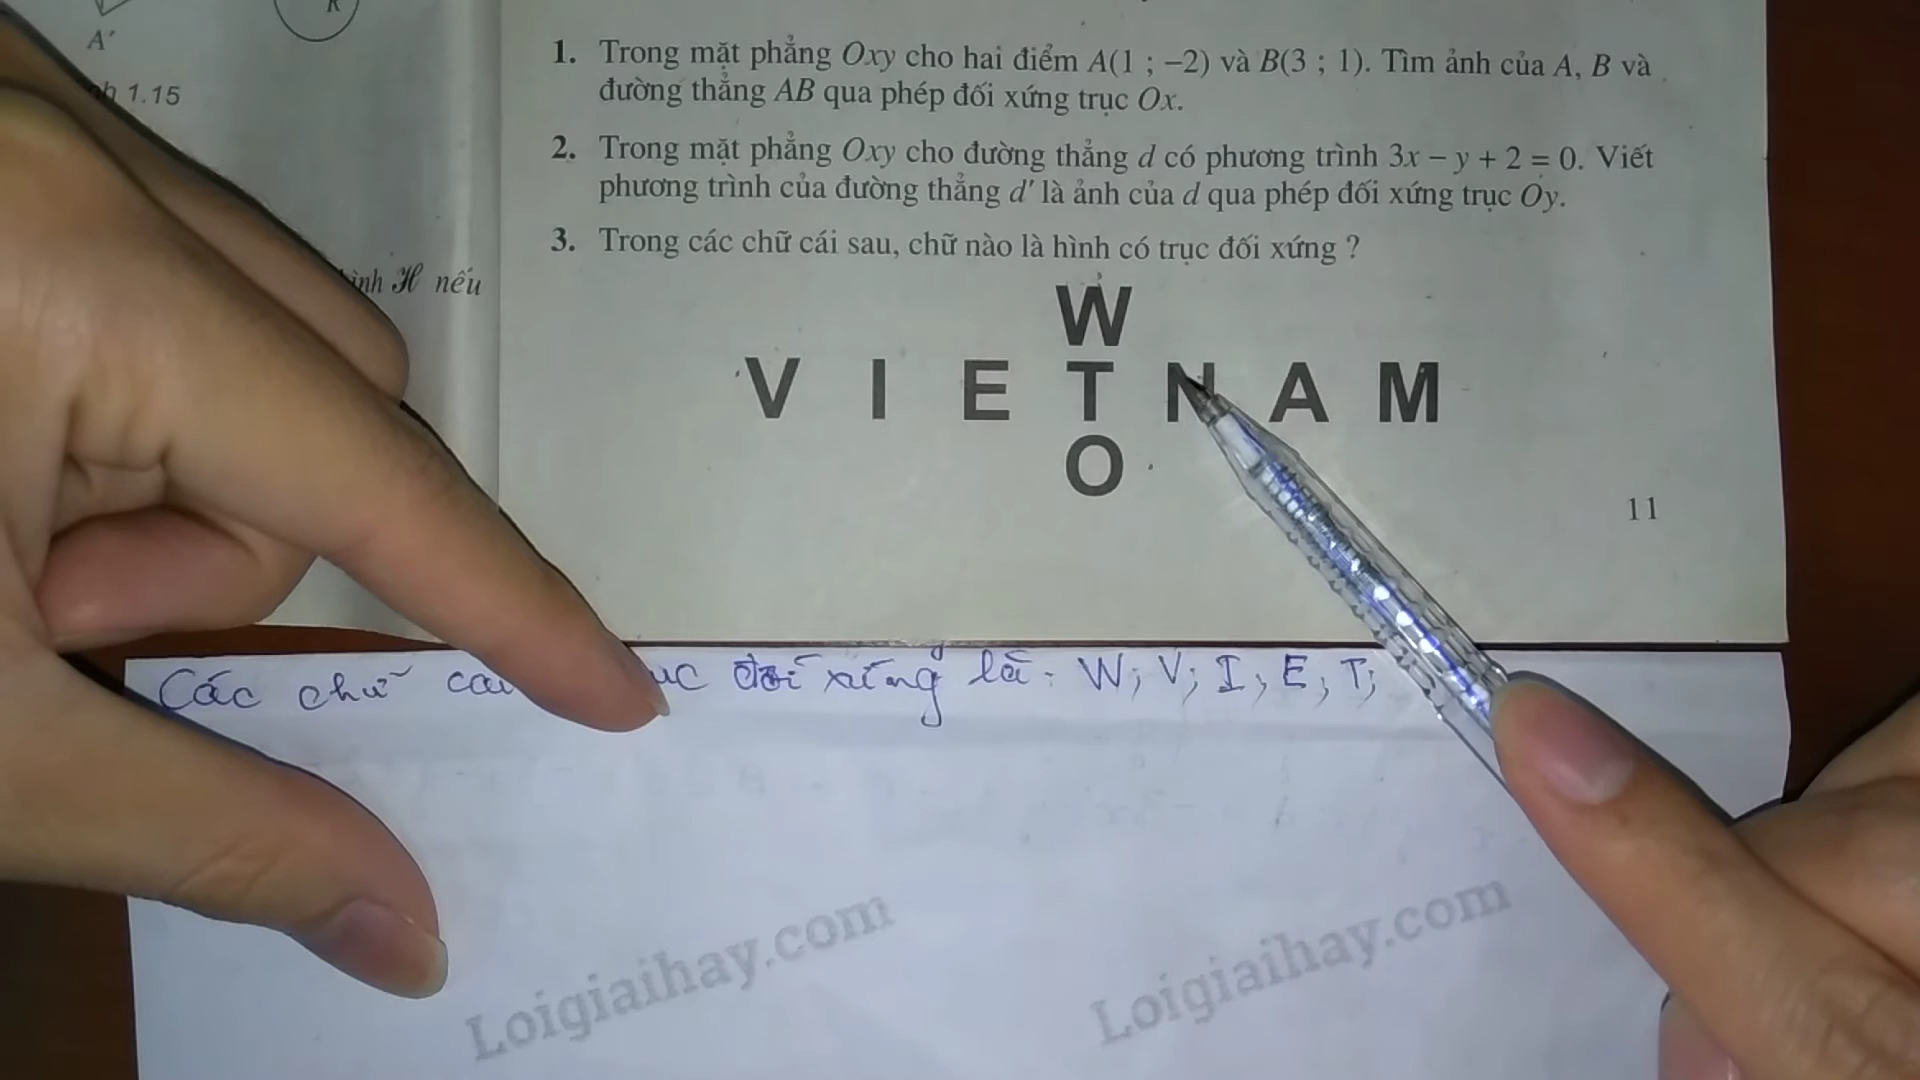 R
A'
1.15
hình ℋ nếu
1. Trong mặt phẳng Oxy cho hai điểm A(1 ; −2) và B(3 ; 1). Tìm ảnh của A, B và
đường thẳng AB qua phép đối xứng trục Ox.
2. Trong mặt phẳng Oxy cho đường thẳng d có phương trình 3x − y + 2 = 0. Viết
phương trình của đường thẳng d' là ảnh của d qua phép đối xứng trục Oy.
3. Trong các chữ cái sau, chữ nào là hình có trục đối xứng ?
W
V I E T N A M
O
11
Các chữ đối xứng là: W; V; I; E; T;
Loigiaihay.com
Loigiaihay.com